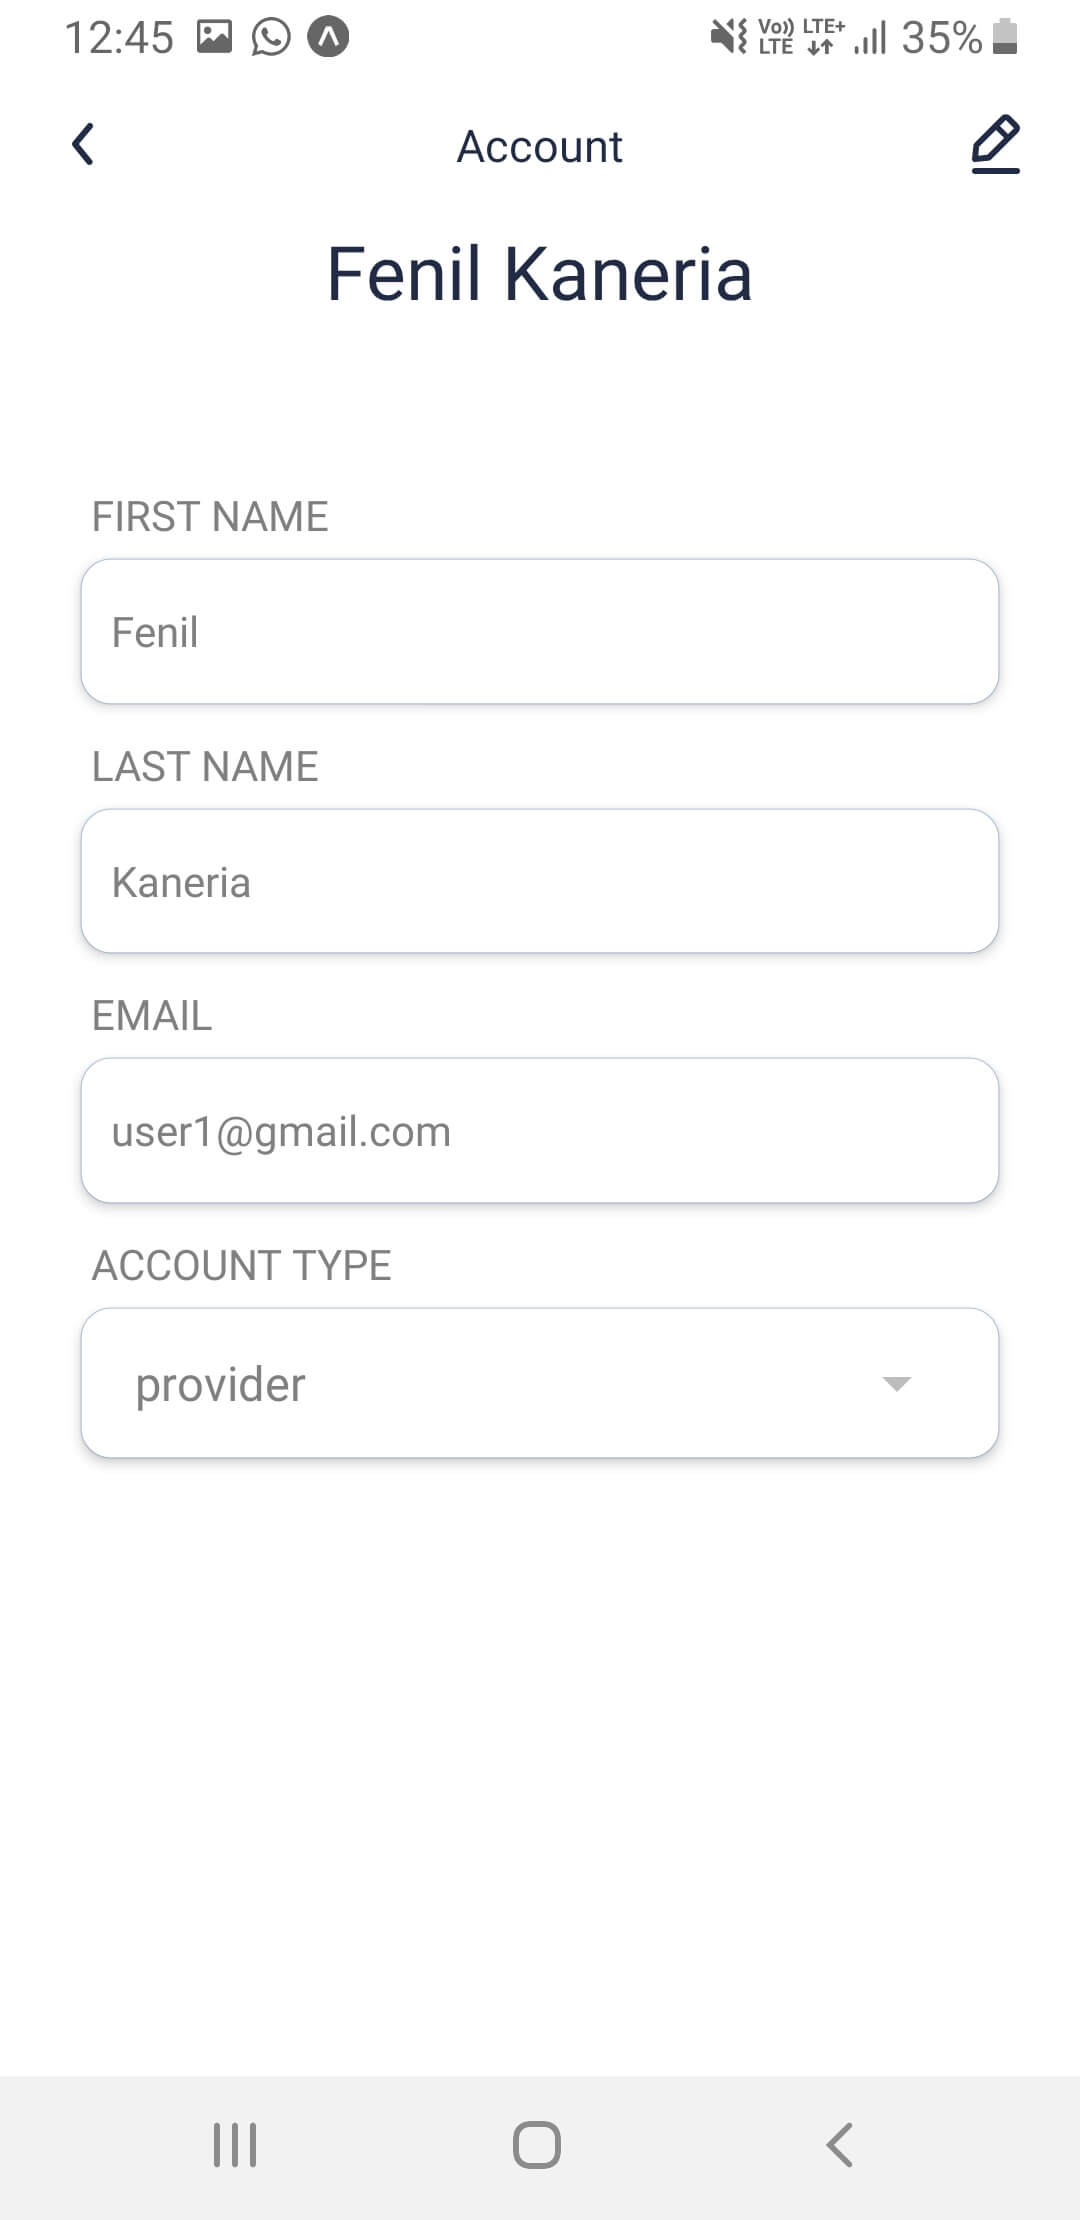 12:45 Vo)) LTE LTE+ 35%
Account
Fenil Kaneria
FIRST NAME
Fenil
LAST NAME
Kaneria
EMAIL
user1@gmail.com
ACCOUNT TYPE
provider